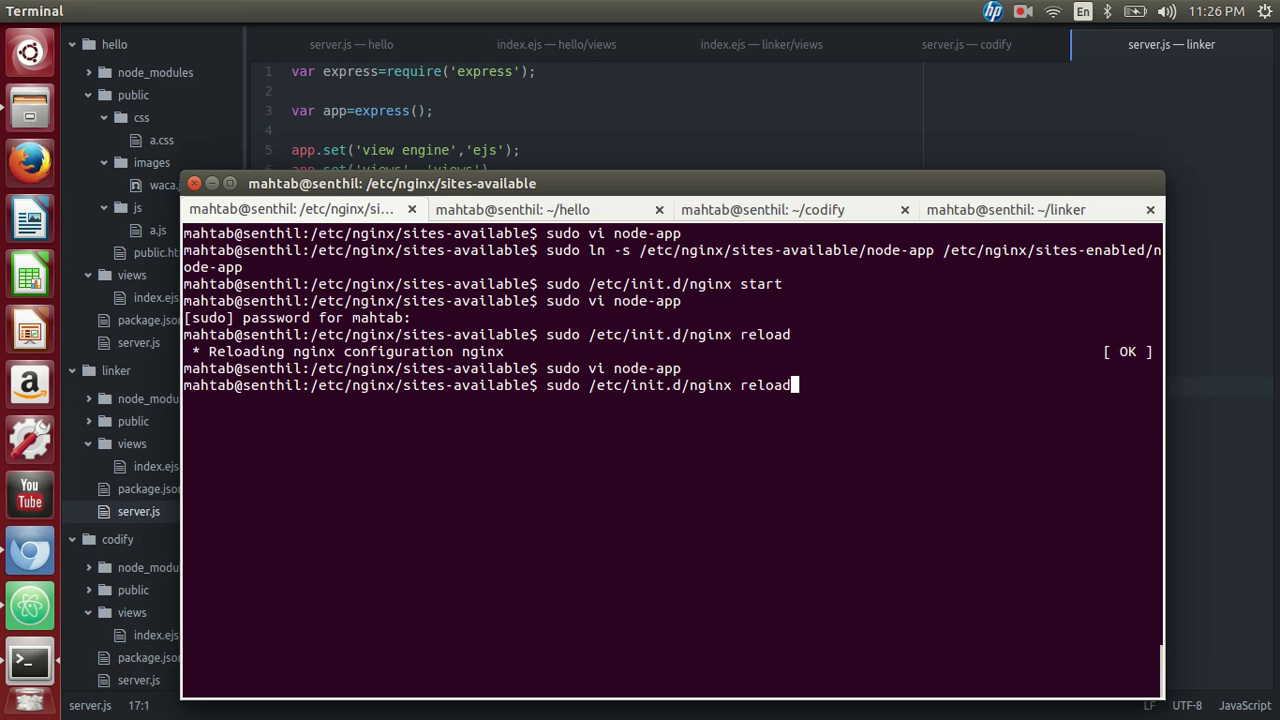 Terminal
hp
En
11:26 PM
hello
node_modules
public
css
a.css
images
waca.
js
a.js
public.ht
views
index.ejs
package.json
server.js
linker
node_mod
public
views
index.ejs
package.json
server.js
codify
node_modu
public
views
index.ejs
package.json
server.js
server.js — hello
index.ejs — hello/views
index.ejs — linker/views
server.js — codify
server.js — linker
1 var express=require('express');
2
3 var app=express();
4
5 app.set('view engine','ejs');
mahtab@senthil: /etc/nginx/sites-available
mahtab@senthil: /etc/nginx/si...
mahtab@senthil: ~/hello
mahtab@senthil: ~/codify
mahtab@senthil: ~/linker
mahtab@senthil:/etc/nginx/sites-available$ sudo vi node-app
mahtab@senthil:/etc/nginx/sites-available$ sudo ln -s /etc/nginx/sites-available/node-app /etc/nginx/sites-enabled/n
ode-app
mahtab@senthil:/etc/nginx/sites-available$ sudo /etc/init.d/nginx start
mahtab@senthil:/etc/nginx/sites-available$ sudo vi node-app
[sudo] password for mahtab:
mahtab@senthil:/etc/nginx/sites-available$ sudo /etc/init.d/nginx reload
* Reloading nginx configuration nginx [ OK ]
mahtab@senthil:/etc/nginx/sites-available$ sudo vi node-app
mahtab@senthil:/etc/nginx/sites-available$ sudo /etc/init.d/nginx reload
You
Tube
server.js 17:1
LF UTF-8 JavaScript